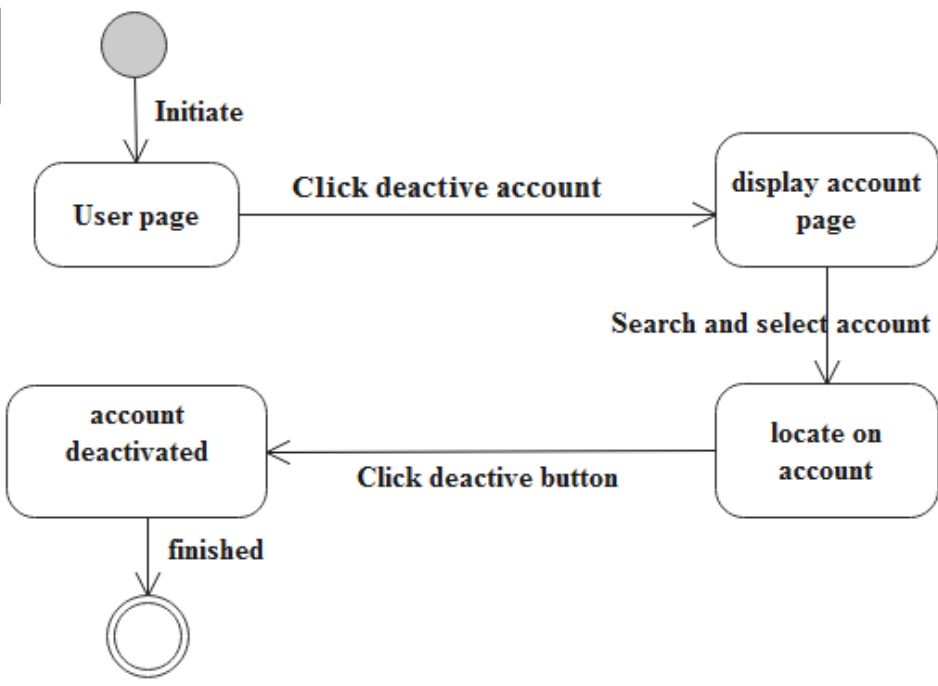 Initiate
User page
Click deactive account
display account
page
Search and select account
locate on
account
Click deactive button
account
deactivated
finished